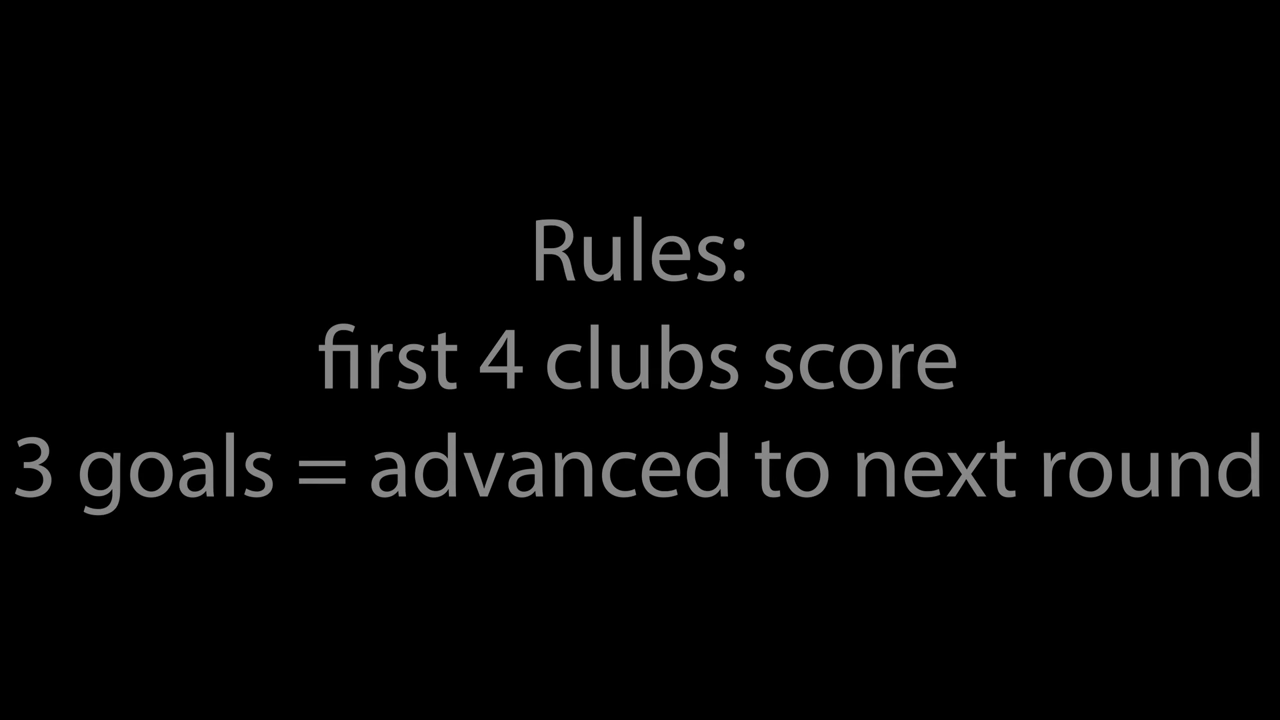 Rules:
first 4 clubs score
3 goals = advanced to next round